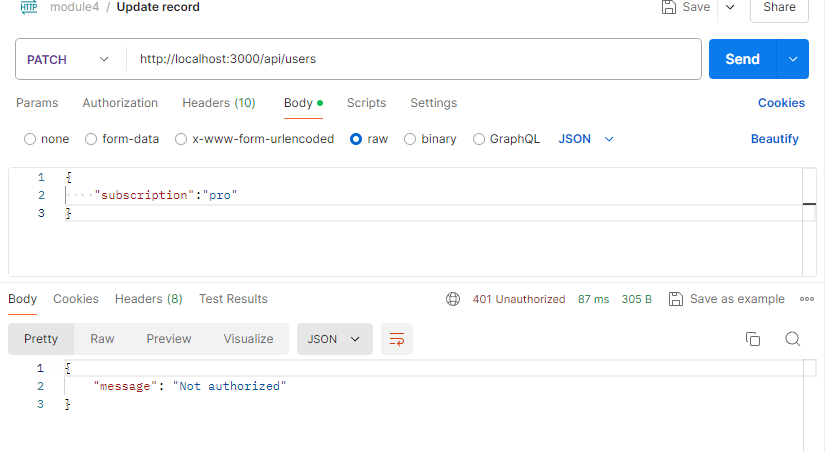 HTTP module4 / Update record Save Share
PATCH http://localhost:3000/api/users Send
Params Authorization Headers (10) Body Scripts Settings Cookies
none form-data x-www-form-urlencoded raw binary GraphQL JSON Beautify
1 {
2 "subscription":"pro"
3 }
Body Cookies Headers (8) Test Results 401 Unauthorized 87 ms 305 B Save as example
Pretty Raw Preview Visualize JSON
1 {
2 "message": "Not authorized"
3 }